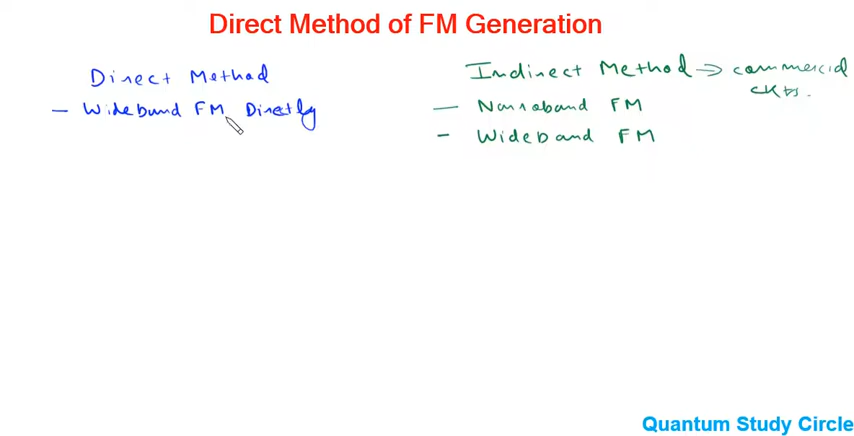 Direct Method of FM Generation
Direct Method
– Wideband FM Directly
Indirect Method → commercial
ckts.
– Narroband FM
– Wideband FM
Quantum Study Circle